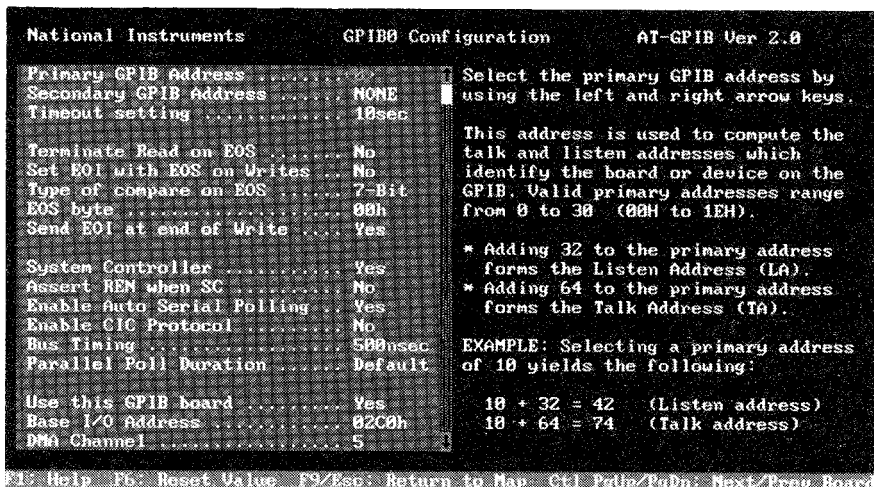 National Instruments GPIB0 Configuration AT-GPIB Ver 2.0
Primary GPIB Address .......
Secondary GPIB Address ...... NONE
Timeout setting ............. 10sec
Terminate Read on EOS ....... No
Set EOI with EOS on Writes .. No
Type of compare on EOS ...... 7-Bit
EOS byte .................... 00h
Send EOI at end of Write .... Yes
System Controller ........... Yes
Assert REN when SC .......... No
Enable Auto Serial Polling .. Yes
Enable CIC Protocol ......... No
Bus Timing .................. 500nsec
Parallel Poll Duration ...... Default
Use this GPIB board ......... Yes
Base I/O Address ............ 02C0h
DMA Channel ................. 5
Select the primary GPIB address by
using the left and right arrow keys.
This address is used to compute the
talk and listen addresses which
identify the board or device on the
GPIB. Valid primary addresses range
from 0 to 30 (00H to 1EH).
* Adding 32 to the primary address
forms the Listen Address (LA).
* Adding 64 to the primary address
forms the Talk Address (TA).
EXAMPLE: Selecting a primary address
of 10 yields the following:
10 + 32 = 42 (Listen address)
10 + 64 = 74 (Talk address)
F1: Help F6: Reset Value F9/Esc: Return to Map Ctl PgUp/PgDn: Next/Prev Board